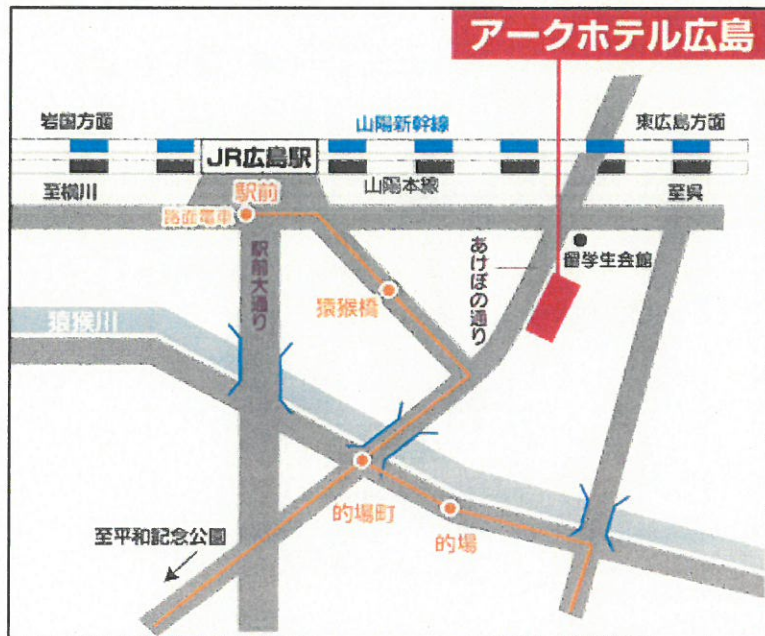 アークホテル広島
岩国方面
山陽新幹線
東広島方面
JR広島駅
至横川
駅前
山陽本線
至呉
路面電車
駅前大通り
あけぼの通り
留学生会館
猿猴橋
猿猴川
的場町
的場
至平和記念公園